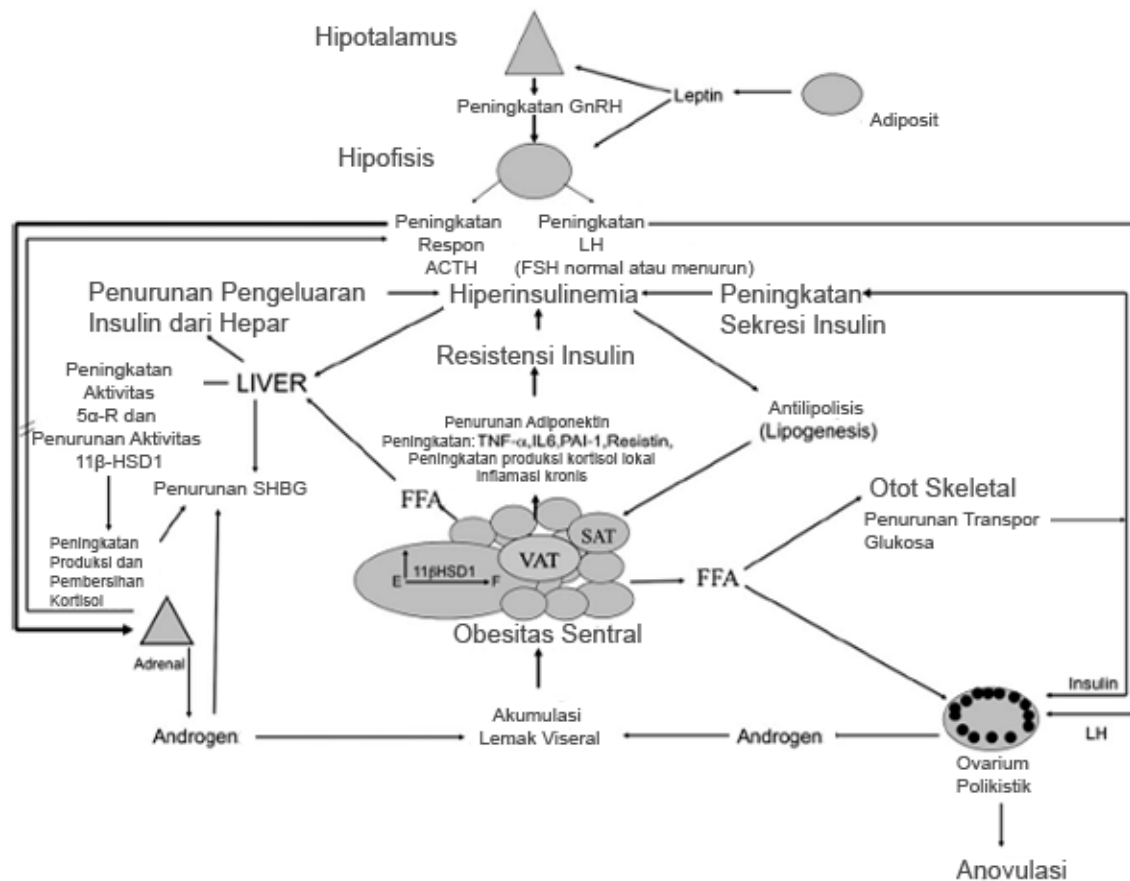 Hipotalamus
Peningkatan GnRH
Leptin
Adiposit
Hipofisis
Peningkatan
Respon
ACTH
Peningkatan
LH
(FSH normal atau menurun)
Penurunan Pengeluaran
Insulin dari Hepar
Hiperinsulinemia
Peningkatan
Sekresi Insulin
Resistensi Insulin
LIVER
Peningkatan
Aktivitas
5α-R dan
Penurunan Aktivitas
11β-HSD1
Penurunan Adiponektin
Peningkatan: TNF-α,IL6,PAI-1,Resistin,
Peningkatan produksi kortisol lokal
Inflamasi kronis
Antilipolisis
(Lipogenesis)
Penurunan SHBG
FFA
Otot Skeletal
Penurunan Transpor
Glukosa
Peningkatan
Produksi dan
Pembersihan
Kortisol
SAT
VAT
E
11βHSD1
F
FFA
Obesitas Sentral
Adrenal
Insulin
LH
Androgen
Akumulasi
Lemak Viseral
Androgen
Ovarium
Polikistik
Anovulasi